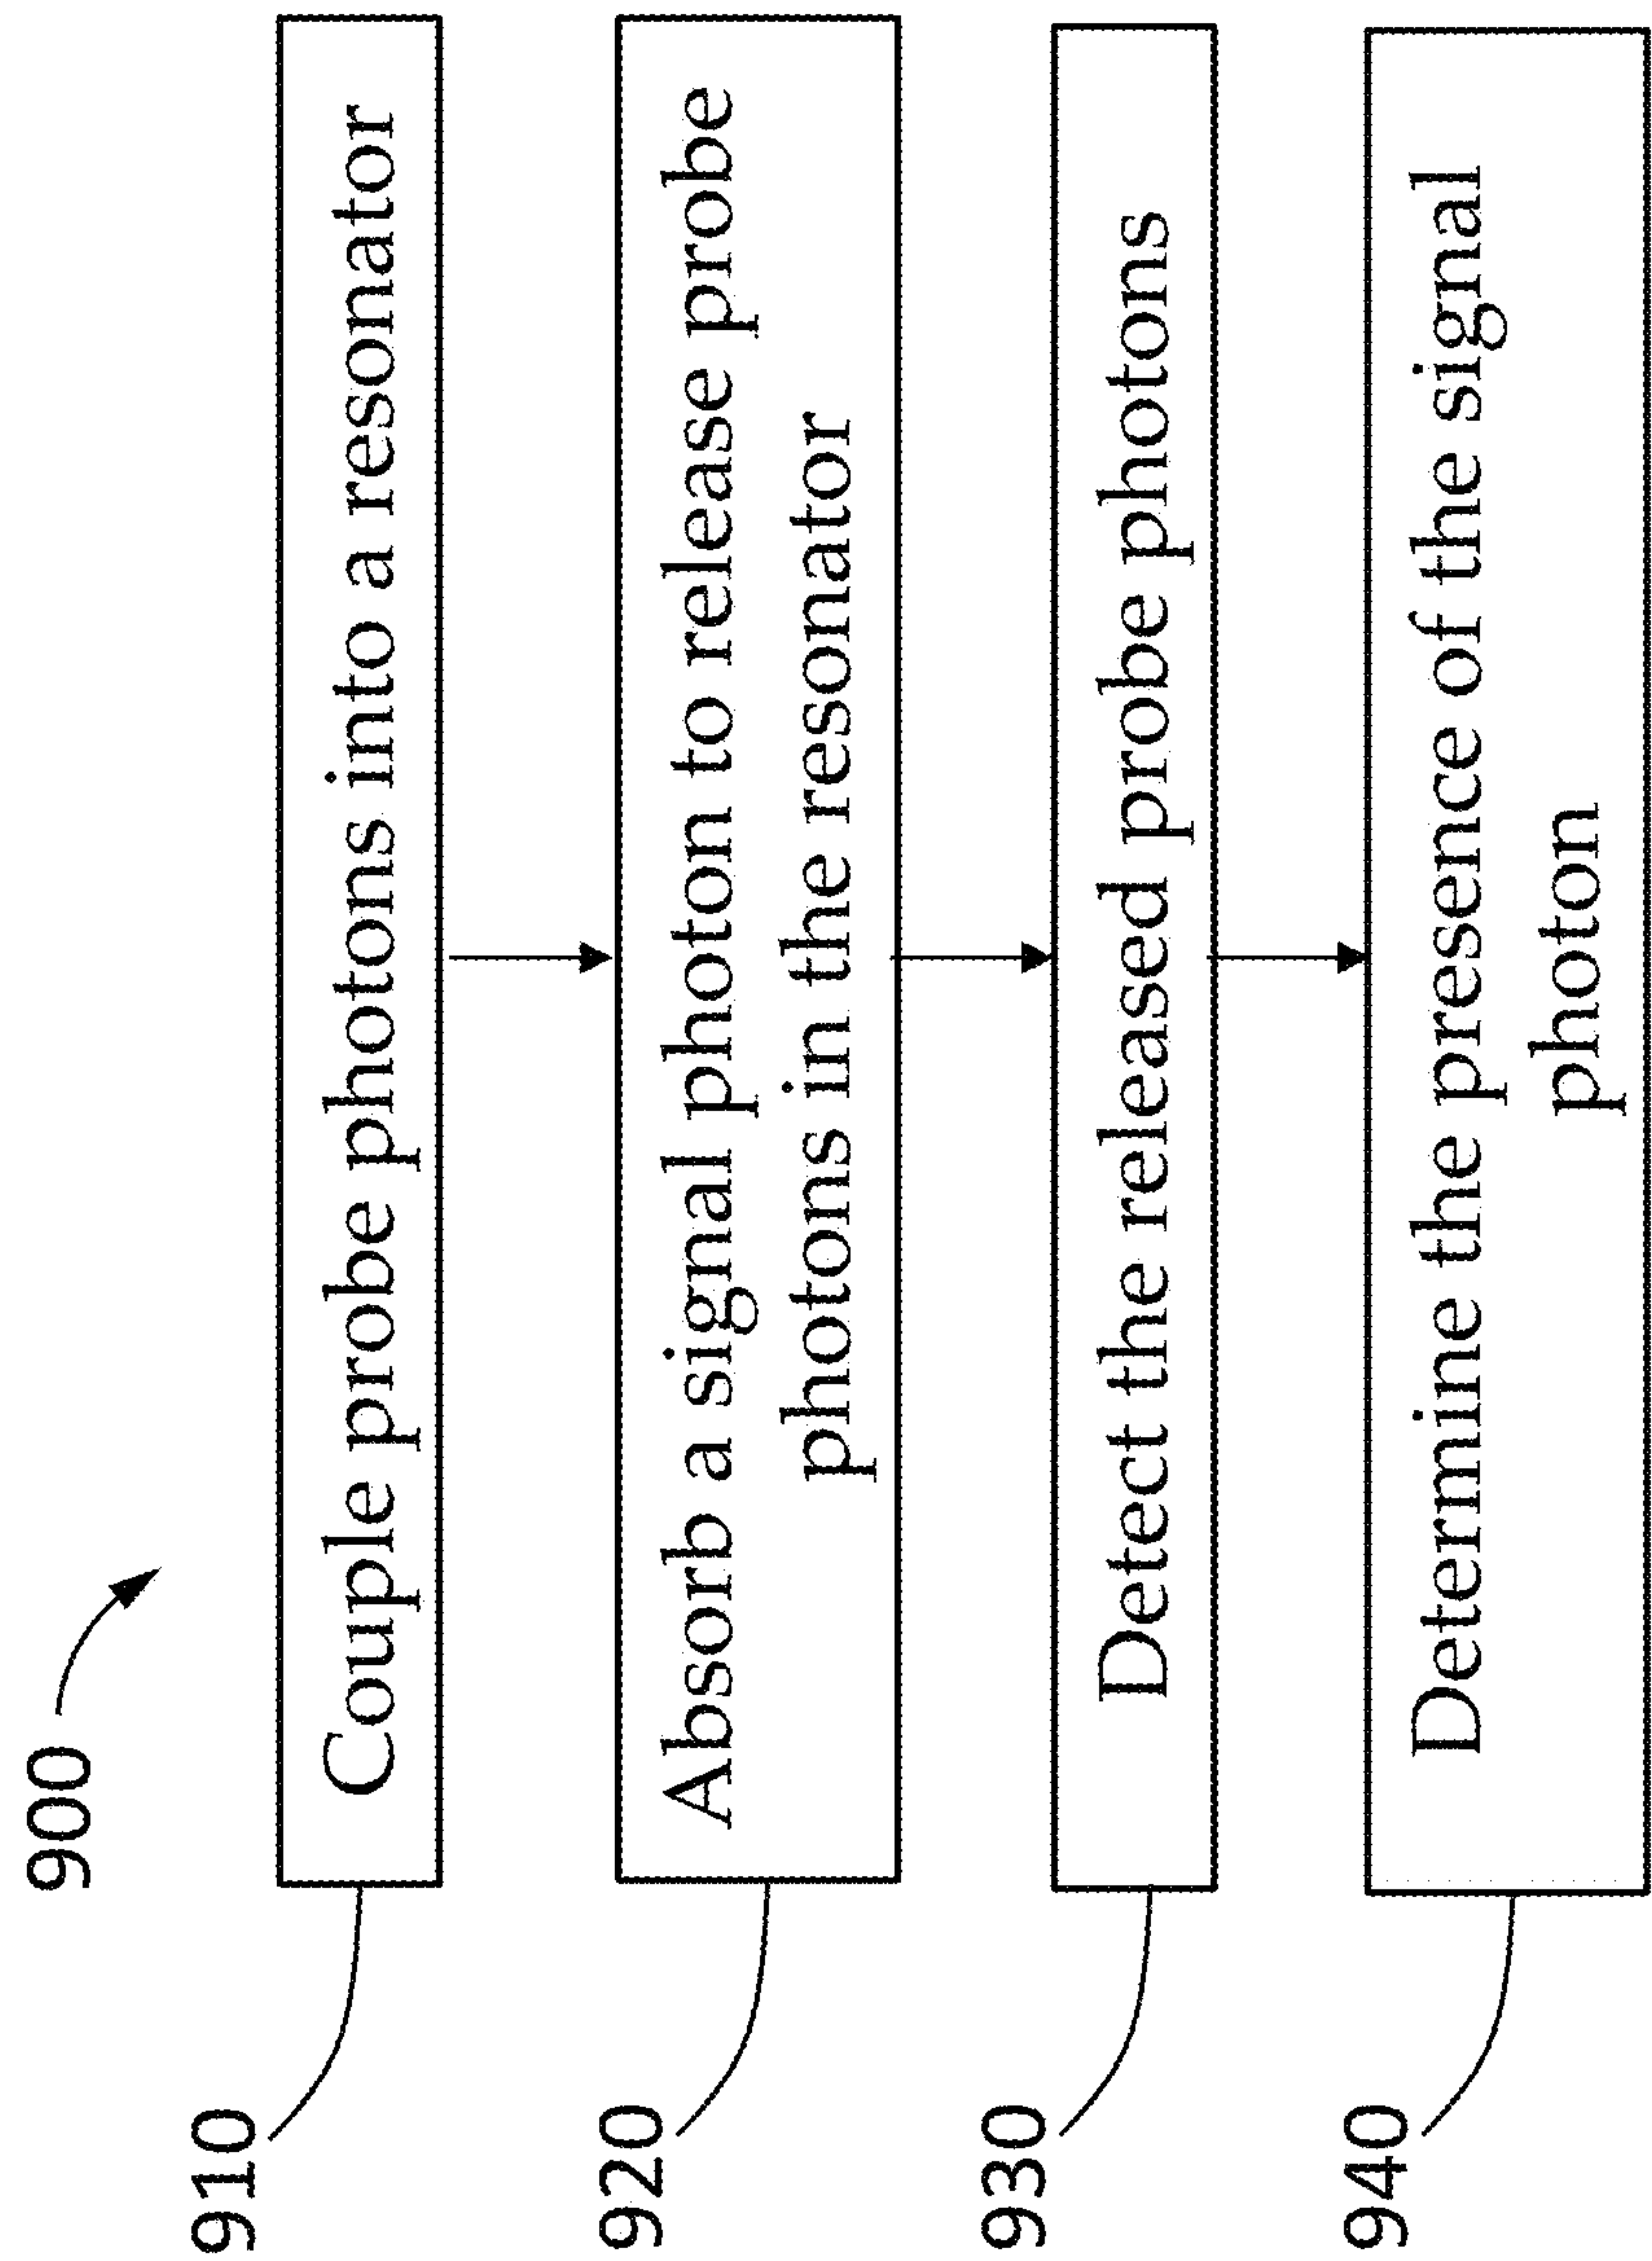 900
910
Couple probe photons into a resonator
920
Absorb a signal photon to release probe
photons in the resonator
930
Detect the released probe photons
940
Determine the presence of the signal
photon